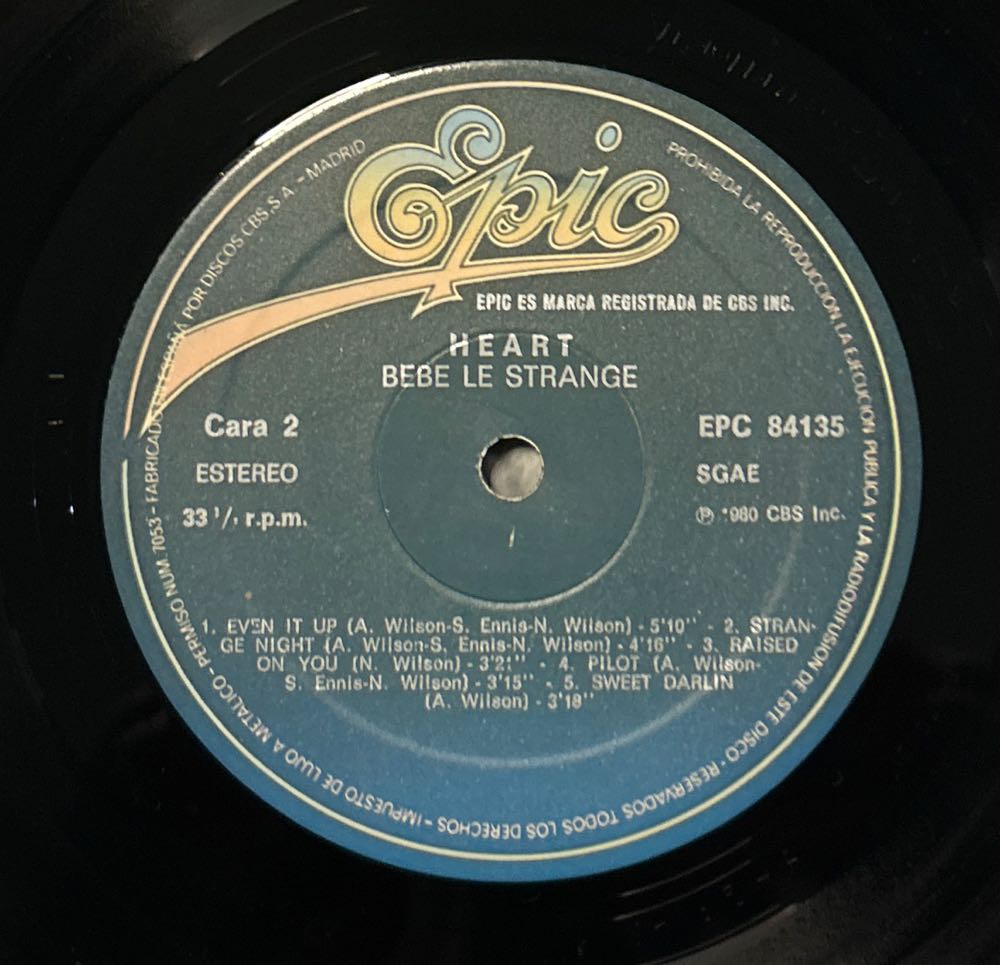 Epic
EPIC ES MARCA REGISTRADA DE CBS INC.
HEART
BEBE LE STRANGE
Cara 2
ESTEREO
33 1/3 r.p.m.
EPC 84135
SGAE
℗ 1980 CBS Inc.
1. EVEN IT UP (A. Wilson-S. Ennis-N. Wilson) - 5'10" - 2. STRAN-
GE NIGHT (A. Wilson-S. Ennis-N. Wilson) - 4'16" - 3. RAISED
ON YOU (N. Wilson) - 3'21" - 4. PILOT (A. Wilson-
S. Ennis-N. Wilson) - 3'15" - 5. SWEET DARLIN
(A. Wilson) - 3'18"
PROHIBIDA LA REPRODUCCION, LA EJECUCION PUBLICA Y LA RADIODIFUSION DE ESTE DISCO - RESERVADOS TODOS LOS DERECHOS - IMPUESTO DE LUJO A METALICO - PERMISO NUM. 7053 - FABRICADO EN ESPAÑA POR DISCOS CBS, S A - MADRID